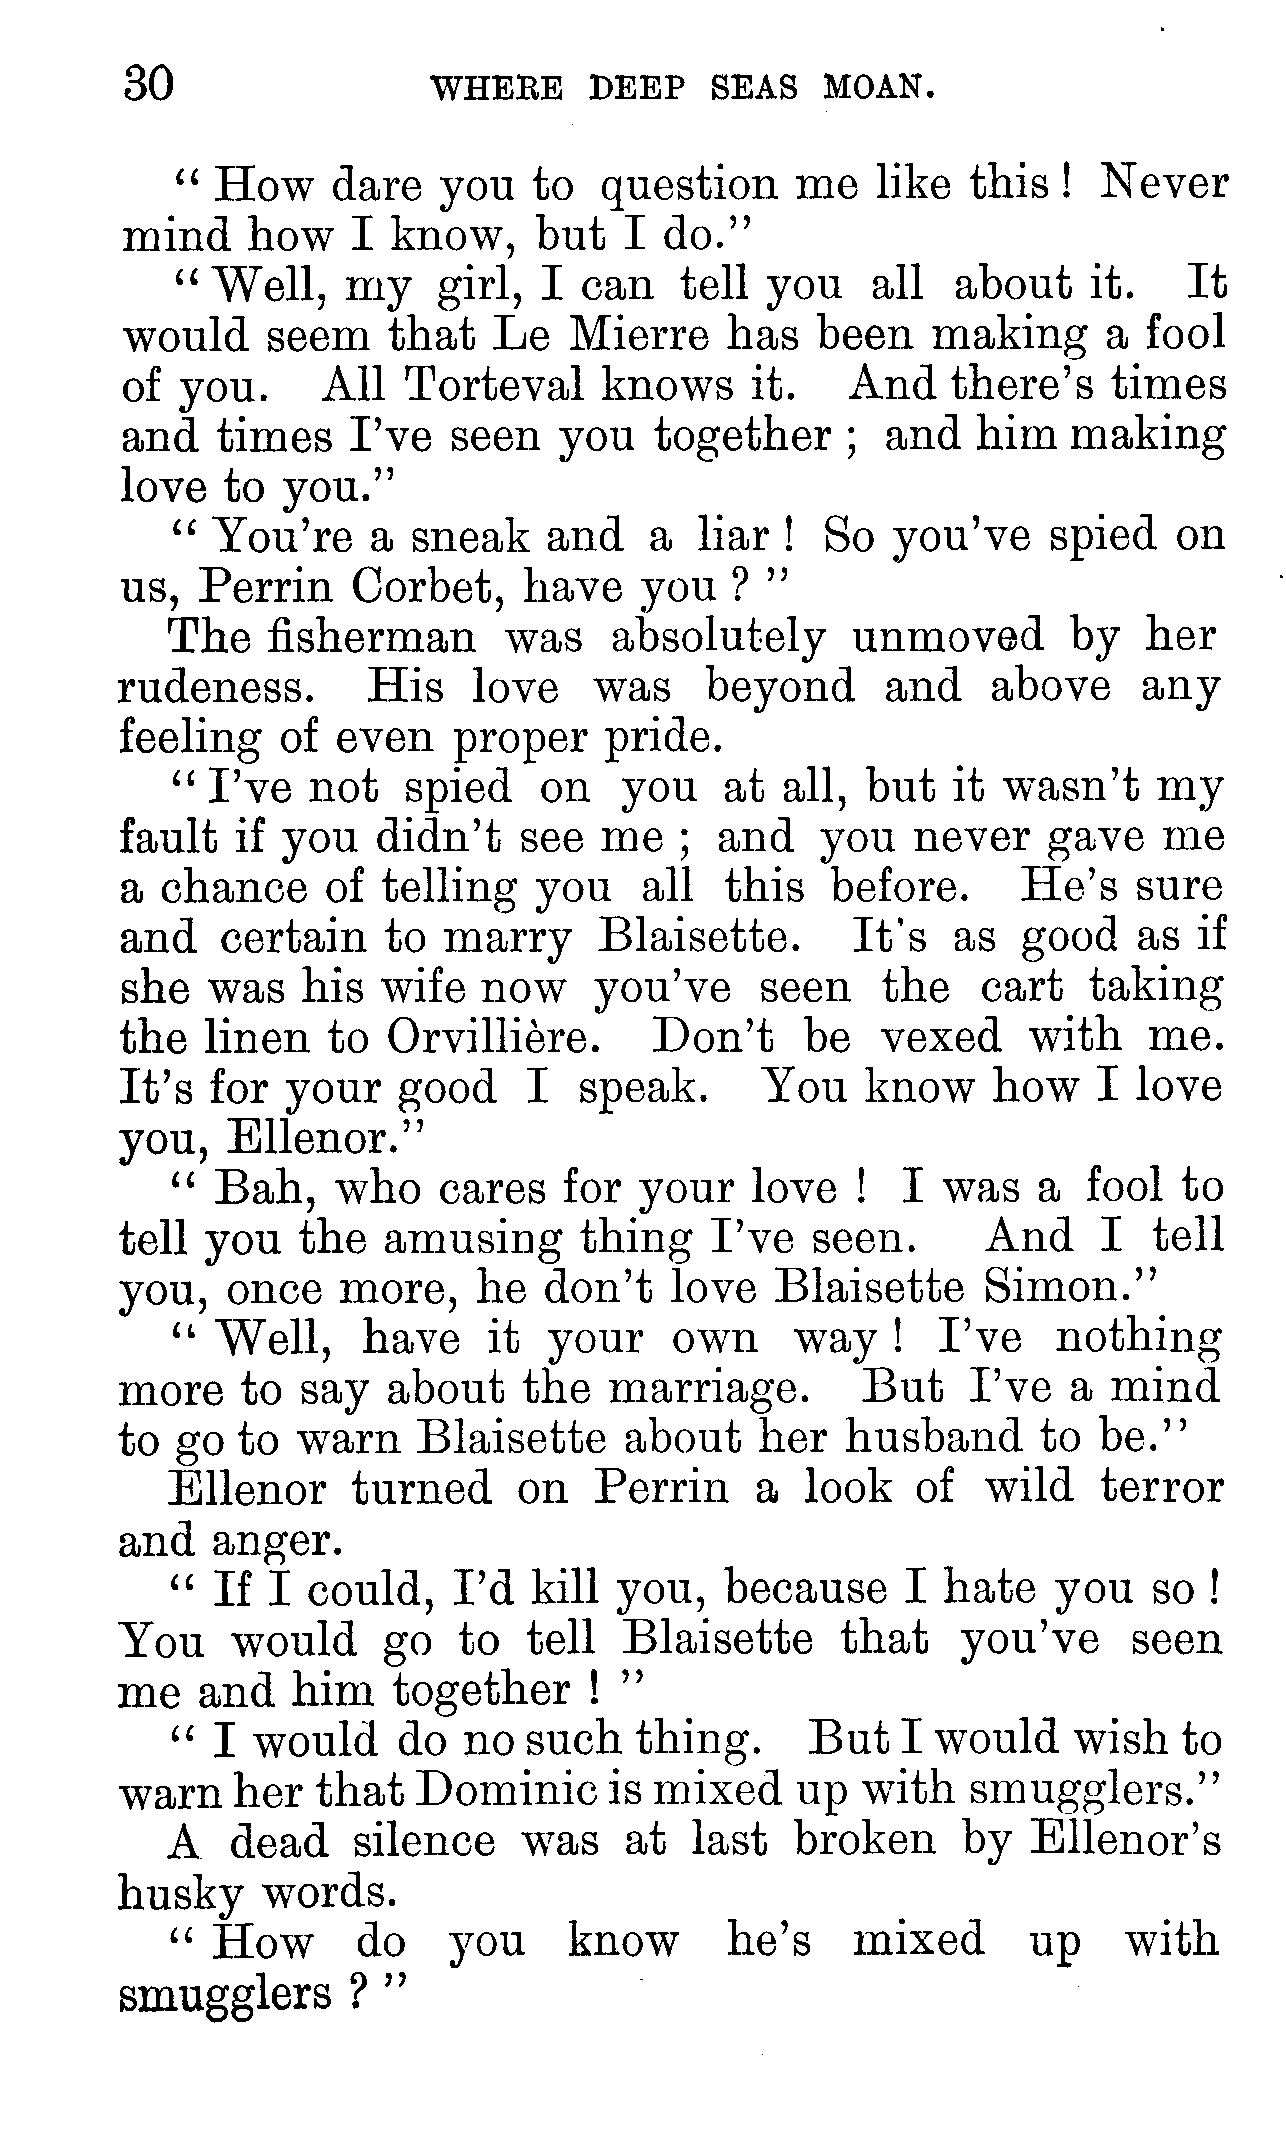 30 WHERE DEEP SEAS MOAN.
“ How dare you to question me like this ! Never
mind how I know, but I do.”
“ Well, my girl, I can tell you all about it. It
would seem that Le Mierre has been making a fool
of you. All Torteval knows it. And there’s times
and times I’ve seen you together ; and him making
love to you.”
“ You’re a sneak and a liar ! So you’ve spied on
us, Perrin Corbet, have you ? ”
The fisherman was absolutely unmoved by her
rudeness. His love was beyond and above any
feeling of even proper pride.
“ I’ve not spied on you at all, but it wasn’t my
fault if you didn’t see me ; and you never gave me
a chance of telling you all this before. He’s sure
and certain to marry Blaisette. It’s as good as if
she was his wife now you’ve seen the cart taking
the linen to Orvillière. Don’t be vexed with me.
It’s for your good I speak. You know how I love
you, Ellenor.”
“ Bah, who cares for your love ! I was a fool to
tell you the amusing thing I’ve seen. And I tell
you, once more, he don’t love Blaisette Simon.”
“ Well, have it your own way ! I’ve nothing
more to say about the marriage. But I’ve a mind
to go to warn Blaisette about her husband to be.”
Ellenor turned on Perrin a look of wild terror
and anger.
“ If I could, I’d kill you, because I hate you so !
You would go to tell Blaisette that you’ve seen
me and him together ! ”
“ I would do no such thing. But I would wish to
warn her that Dominic is mixed up with smugglers.”
A dead silence was at last broken by Ellenor’s
husky words.
“ How do you know he’s mixed up with
smugglers ? ”